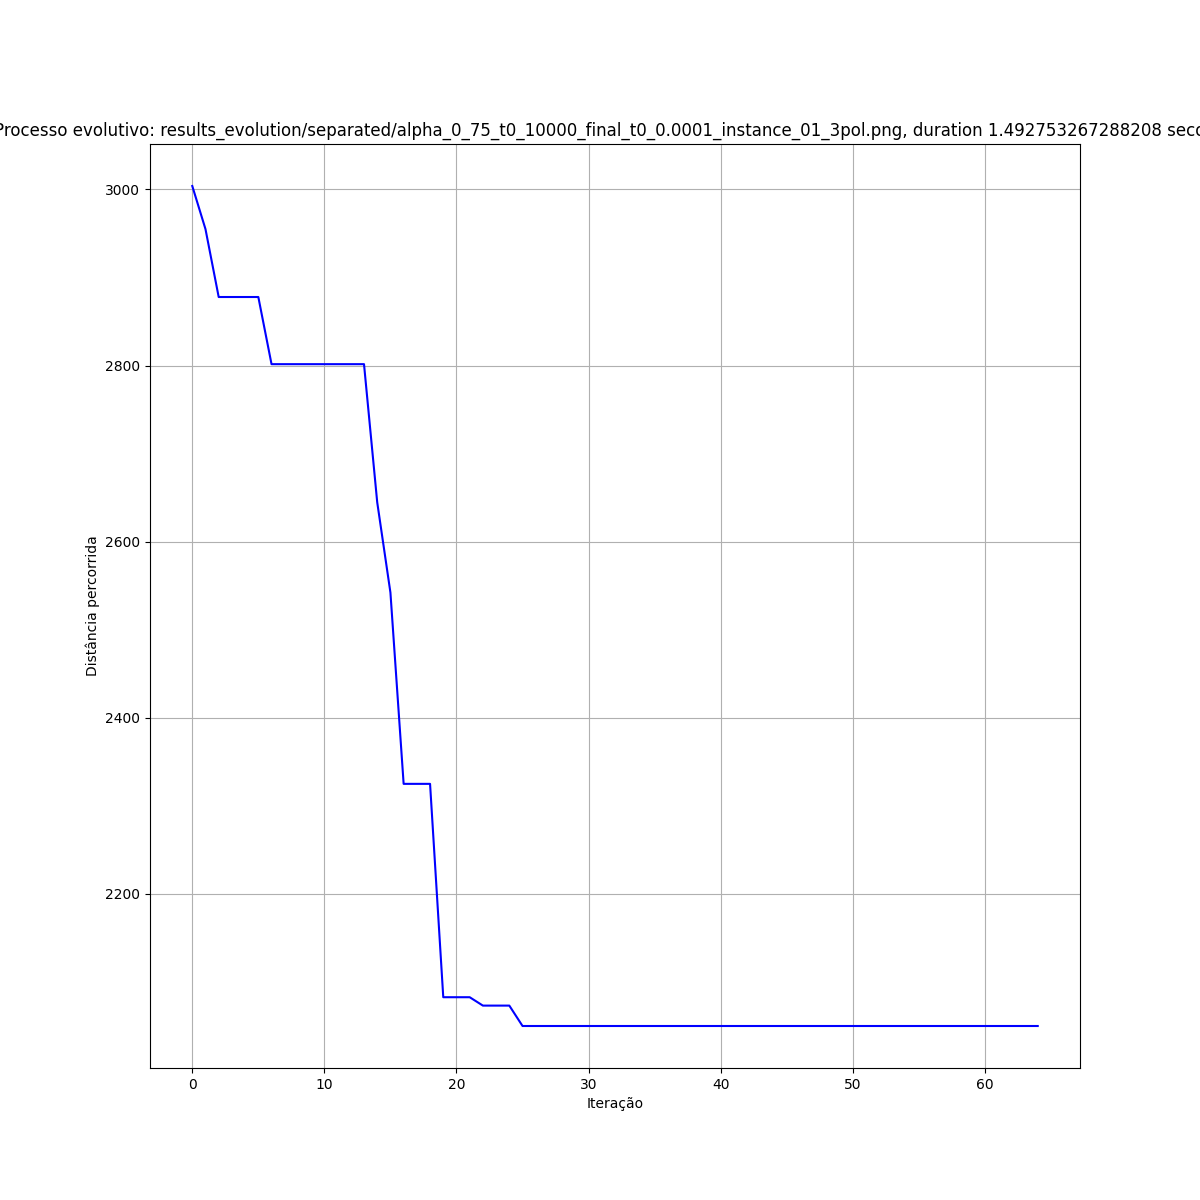 Processo evolutivo: results_evolution/separated/alpha_0_75_t0_10000_final_t0_0.0001_instance_01_3pol.png, duration 1.492753267288208
3000
2800
2600
2400
2200
Distância percorrida
0 10 20 30 40 50 60
Iteração